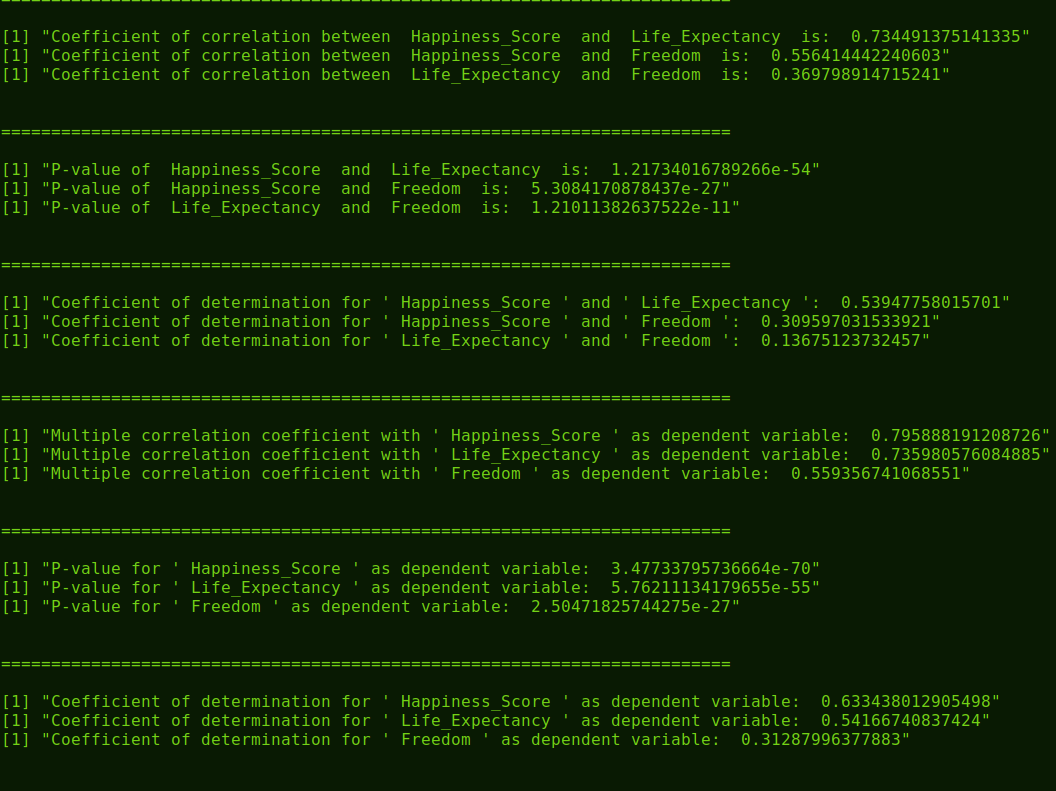 =========================================================================
[1] "Coefficient of correlation between  Happiness_Score  and  Life_Expectancy  is:  0.734491375141335"
[1] "Coefficient of correlation between  Happiness_Score  and  Freedom  is:  0.556414442240603"
[1] "Coefficient of correlation between  Life_Expectancy  and  Freedom  is:  0.369798914715241"
=========================================================================
[1] "P-value of  Happiness_Score  and  Life_Expectancy  is:  1.21734016789266e-54"
[1] "P-value of  Happiness_Score  and  Freedom  is:  5.3084170878437e-27"
[1] "P-value of  Life_Expectancy  and  Freedom  is:  1.21011382637522e-11"
=========================================================================
[1] "Coefficient of determination for ' Happiness_Score ' and ' Life_Expectancy ':  0.53947758015701"
[1] "Coefficient of determination for ' Happiness_Score ' and ' Freedom ':  0.309597031533921"
[1] "Coefficient of determination for ' Life_Expectancy ' and ' Freedom ':  0.13675123732457"
=========================================================================
[1] "Multiple correlation coefficient with ' Happiness_Score ' as dependent variable:  0.795888191208726"
[1] "Multiple correlation coefficient with ' Life_Expectancy ' as dependent variable:  0.735980576084885"
[1] "Multiple correlation coefficient with ' Freedom ' as dependent variable:  0.559356741068551"
=========================================================================
[1] "P-value for ' Happiness_Score ' as dependent variable:  3.47733795736664e-70"
[1] "P-value for ' Life_Expectancy ' as dependent variable:  5.76211134179655e-55"
[1] "P-value for ' Freedom ' as dependent variable:  2.50471825744275e-27"
=========================================================================
[1] "Coefficient of determination for ' Happiness_Score ' as dependent variable:  0.633438012905498"
[1] "Coefficient of determination for ' Life_Expectancy ' as dependent variable:  0.54166740837424"
[1] "Coefficient of determination for ' Freedom ' as dependent variable:  0.31287996377883"